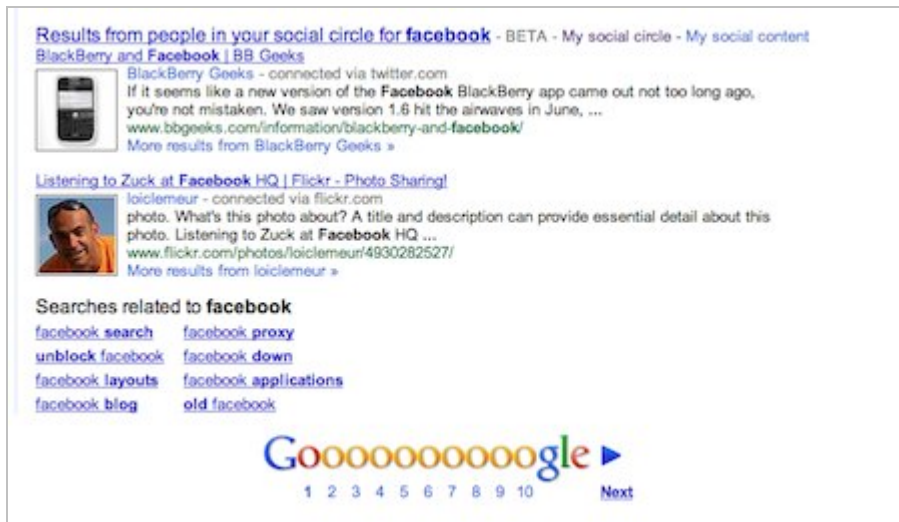 Results from people in your social circle for facebook - BETA - My social circle - My social content
BlackBerry and Facebook | BB Geeks
BlackBerry Geeks - connected via twitter.com
If it seems like a new version of the Facebook BlackBerry app came out not too long ago,
you're not mistaken. We saw version 1.6 hit the airwaves in June, ...
www.bbgeeks.com/information/blackberry-and-facebook/
More results from BlackBerry Geeks »
Listening to Zuck at Facebook HQ | Flickr - Photo Sharing!
loiclemeur - connected via flickr.com
photo. What's this photo about? A title and description can provide essential detail about this
photo. Listening to Zuck at Facebook HQ ...
www.flickr.com/photos/loiclemeur/4930282527/
More results from loiclemeur »
Searches related to facebook
facebook search facebook proxy
unblock facebook facebook down
facebook layouts facebook applications
facebook blog old facebook
Goooooooooogle
1 2 3 4 5 6 7 8 9 10 Next